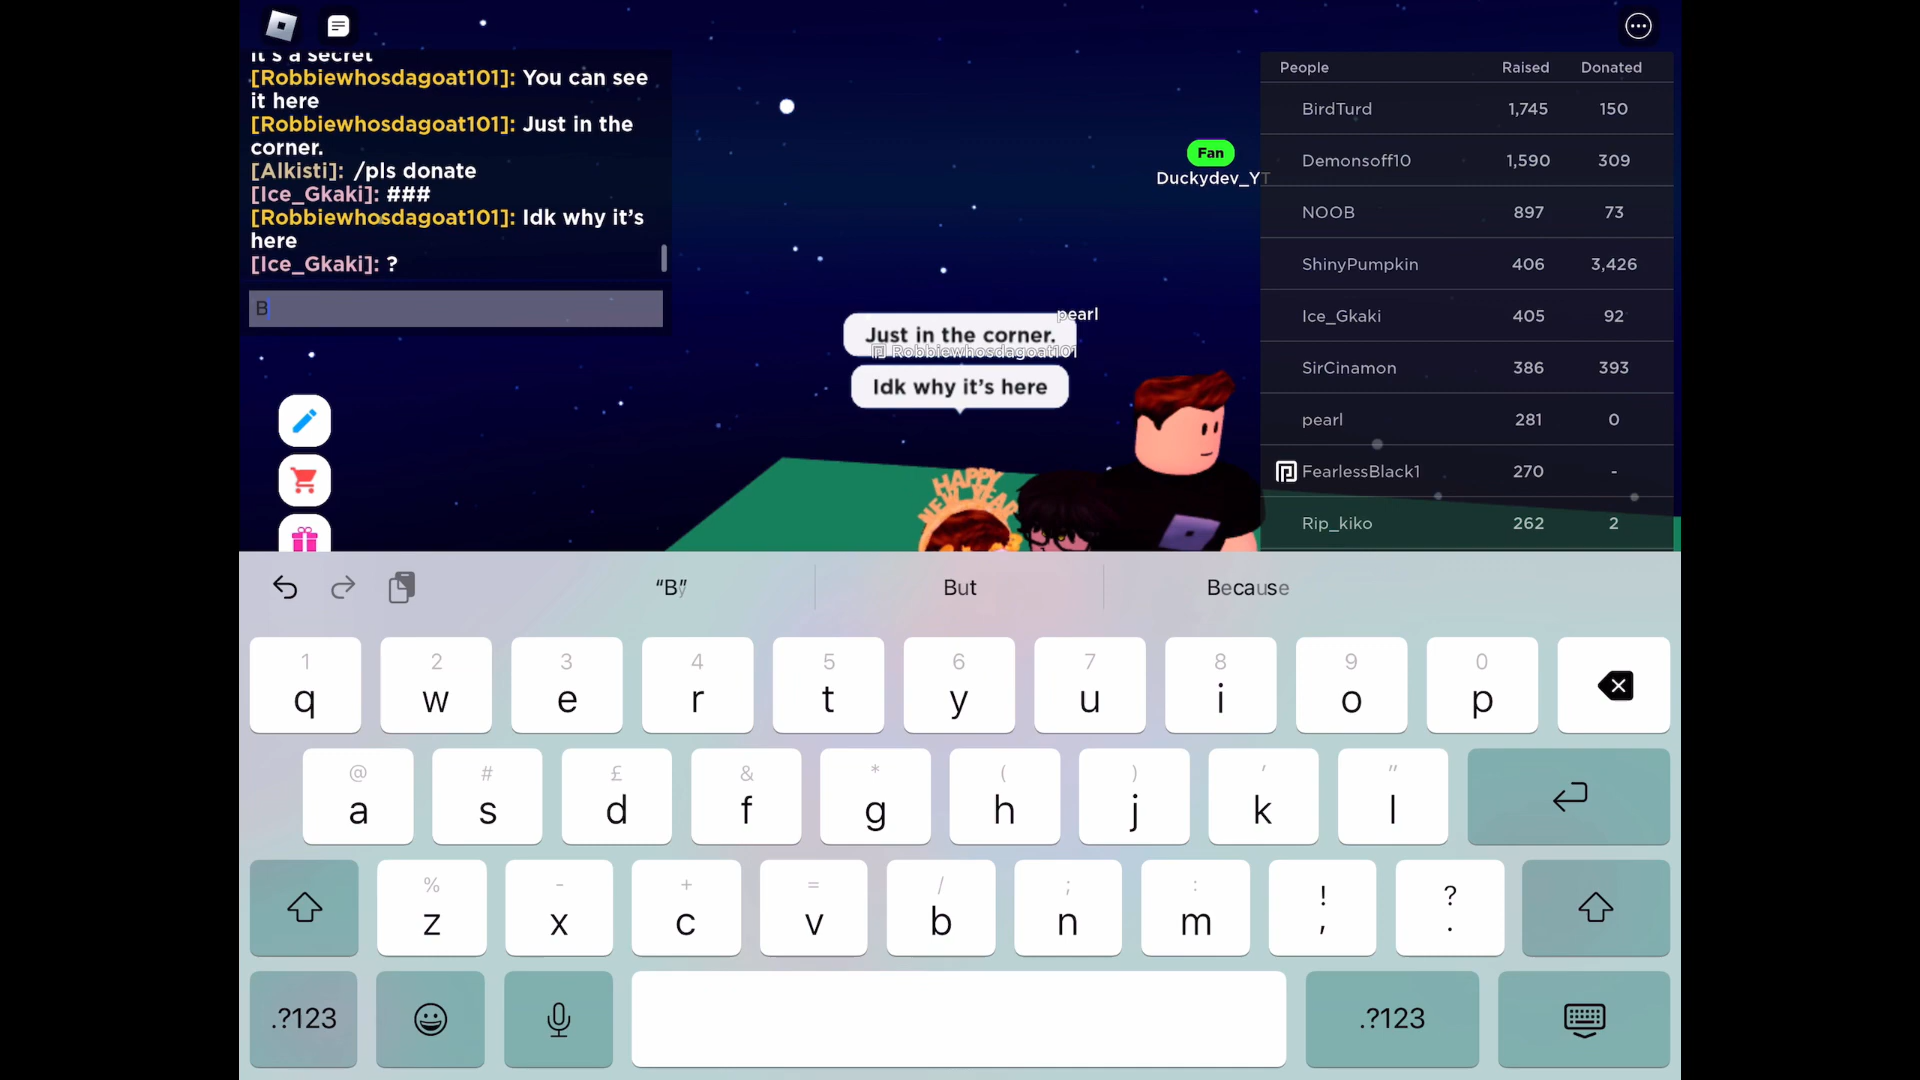 it's a secret
[Robbiewhosdagoat101]: You can see
it here
[Robbiewhosdagoat101]: Just in the
corner.
[Alkisti]: /pls donate
[Ice_Gkaki]: ###
[Robbiewhosdagoat101]: Idk why it's
here
[Ice_Gkaki]: ?
B
Fan
Duckydev_YT
pearl
Just in the corner.
Robbiewhosdagoat101
Idk why it's here
HAPPY
NEW YEAR
People Raised Donated
BirdTurd 1,745 150
Demonsoff10 1,590 309
NOOB 897 73
ShinyPumpkin 406 3,426
Ice_Gkaki 405 92
SirCinamon 386 393
pearl 281 0
FearlessBlack1 270 -
Rip_kiko 262 2
“By” But Because
1 2 3 4 5 6 7 8 9 0
q w e r t y u i o p
@ # £ & * ( ) ' "
a s d f g h j k l
% - + = / ; : ! ?
z x c v b n m , .
.?123 .?123